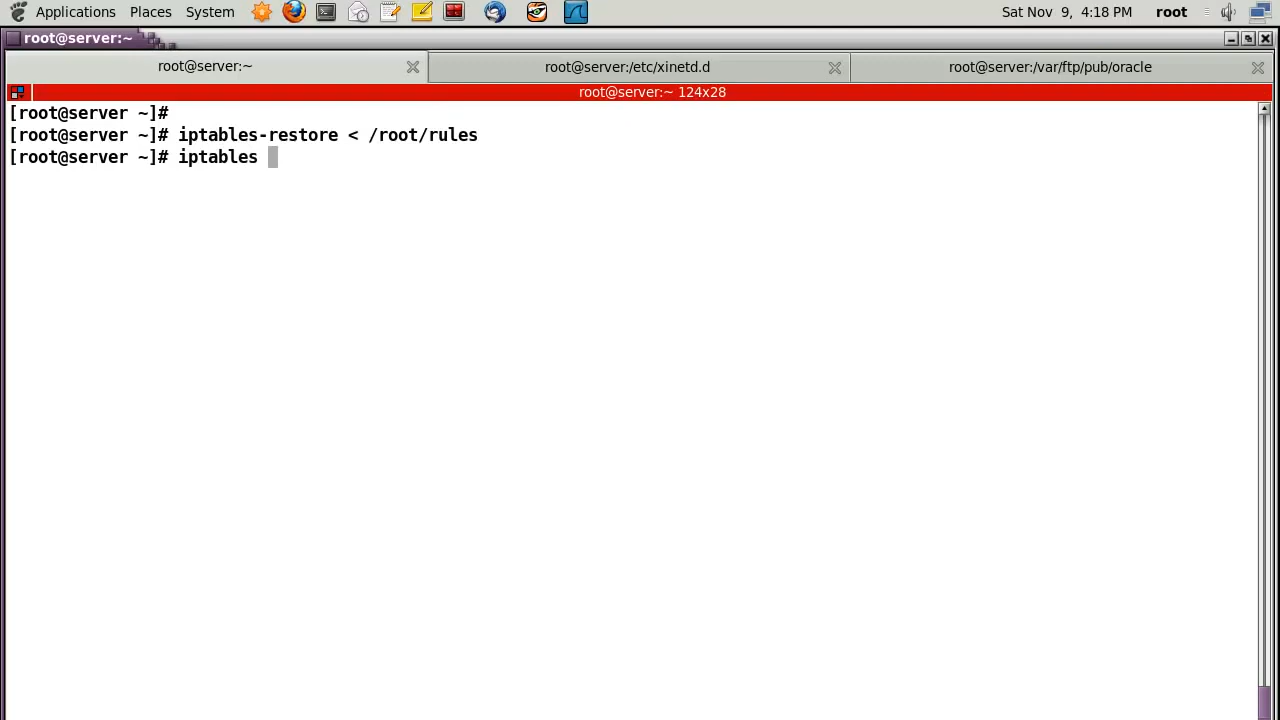 Applications Places System Sat Nov 9, 4:18 PM root
root@server:~
root@server:~ root@server:/etc/xinetd.d root@server:/var/ftp/pub/oracle
root@server:~ 124x28
[root@server ~]#
[root@server ~]# iptables-restore < /root/rules
[root@server ~]# iptables